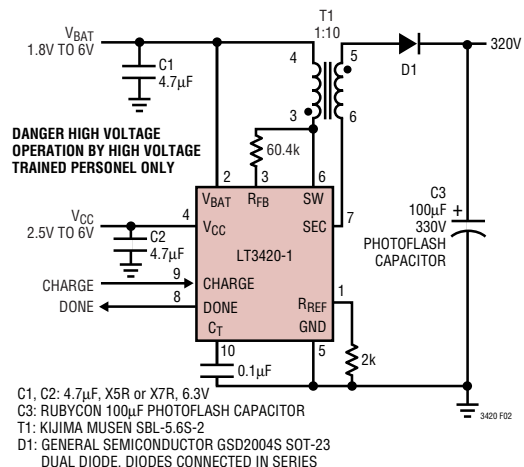 T1
1:10
VBAT
1.8V TO 6V
C1
4.7µF
4
5
D1
320V
3
6
DANGER HIGH VOLTAGE
OPERATION BY HIGH VOLTAGE
TRAINED PERSONEL ONLY
60.4k
2
3
6
VBAT
RFB
SW
VCC
2.5V TO 6V
4
VCC
SEC
7
C2
4.7µF
LT3420-1
C3
100µF
+
330V
PHOTOFLASH
CAPACITOR
CHARGE
9
CHARGE
DONE
8
DONE
RREF
1
CT
GND
10
5
0.1µF
2k
C1, C2: 4.7µF, X5R or X7R, 6.3V
C3: RUBYCON 100µF PHOTOFLASH CAPACITOR
T1: KIJIMA MUSEN SBL-5.6S-2
D1: GENERAL SEMICONDUCTOR GSD2004S SOT-23
DUAL DIODE. DIODES CONNECTED IN SERIES
3420 F02